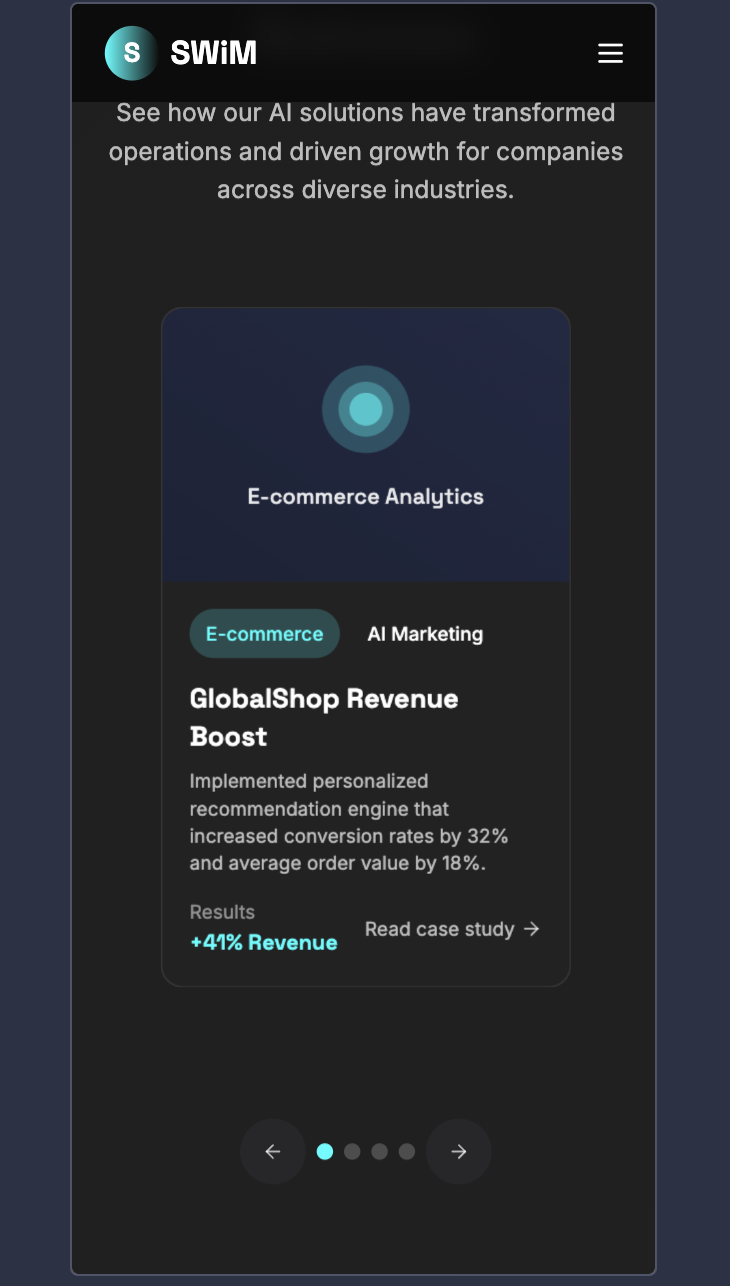 S SWiM
See how our AI solutions have transformed
operations and driven growth for companies
across diverse industries.
E-commerce Analytics
E-commerce AI Marketing
GlobalShop Revenue
Boost
Implemented personalized
recommendation engine that
increased conversion rates by 32%
and average order value by 18%.
Results
+41% Revenue
Read case study →